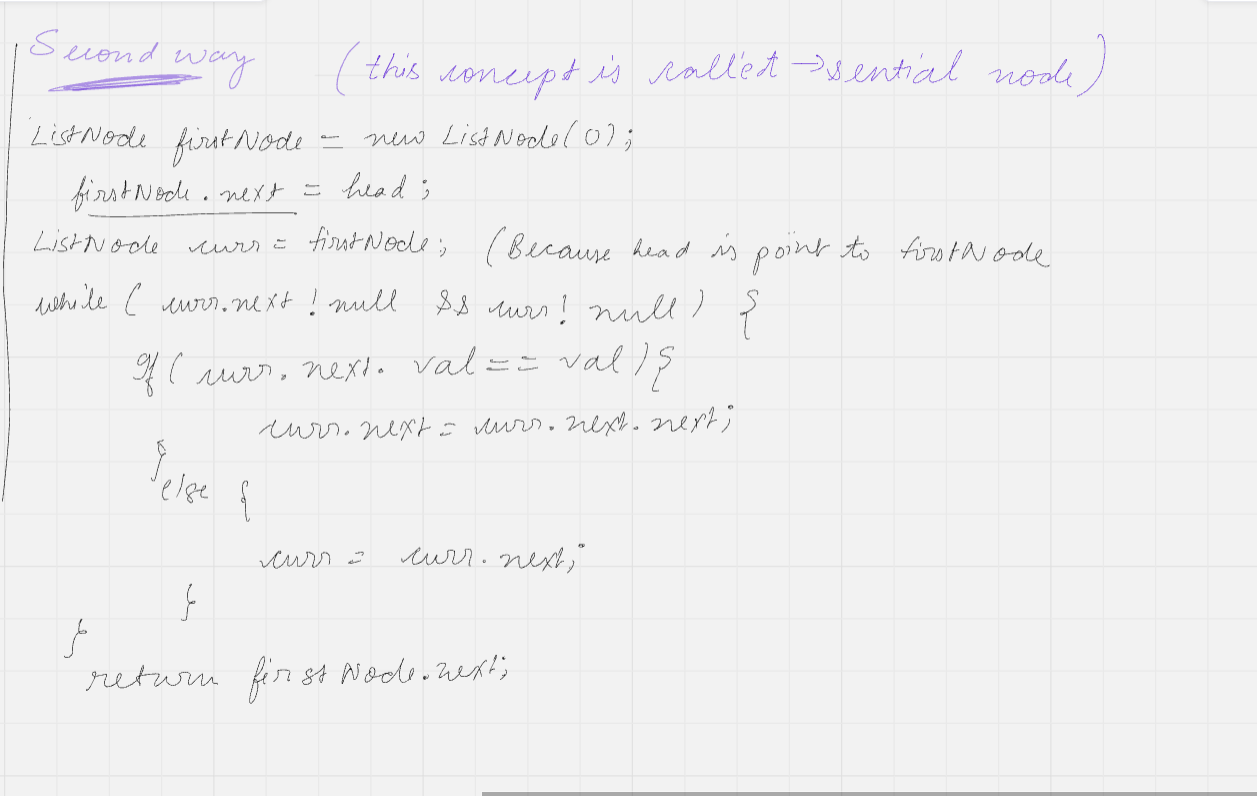 Second way (this concept is called → sential node)
ListNode firstNode = new ListNode(0);
firstNode.next = head;
ListNode curr = firstNode; (Because head is point to firstNode
while ( curr.next ! null && curr! null) {
If ( curr.next. val == val ){
curr.next = curr.next.next;
}else {
curr = curr.next;
}
}
return firstNode.next;